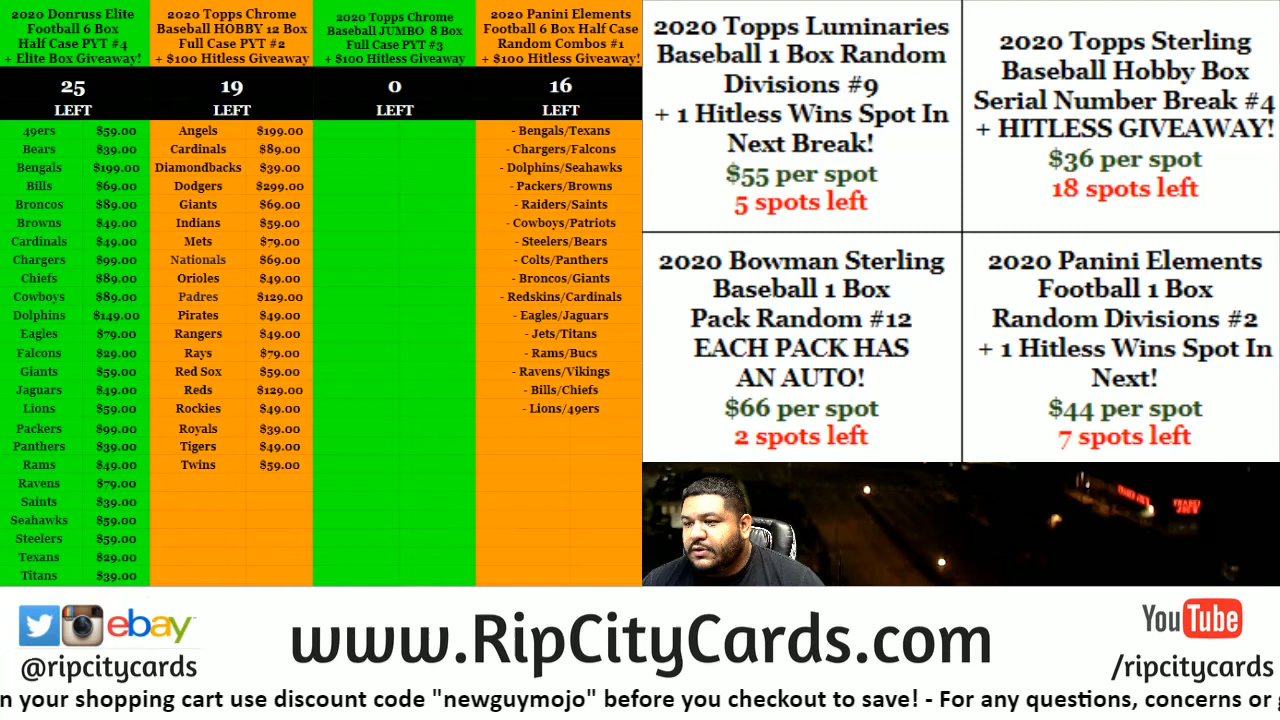 2020 Donruss Elite
Football 6 Box
Half Case PYT #4
+ Elite Box Giveaway!
25
LEFT
49ers $59.00
Bears $39.00
Bengals $199.00
Bills $69.00
Broncos $89.00
Browns $49.00
Cardinals $49.00
Chargers $99.00
Chiefs $89.00
Cowboys $89.00
Dolphins $149.00
Eagles $79.00
Falcons $29.00
Giants $59.00
Jaguars $49.00
Lions $59.00
Packers $99.00
Panthers $39.00
Rams $49.00
Ravens $79.00
Saints $39.00
Seahawks $59.00
Steelers $59.00
Texans $29.00
Titans $39.00
2020 Topps Chrome
Baseball HOBBY 12 Box
Full Case PYT #2
+ $100 Hitless Giveaway
19
LEFT
Angels $199.00
Cardinals $89.00
Diamondbacks $39.00
Dodgers $299.00
Giants $69.00
Indians $59.00
Mets $79.00
Nationals $69.00
Orioles $49.00
Padres $129.00
Pirates $49.00
Rangers $49.00
Rays $79.00
Red Sox $59.00
Reds $129.00
Rockies $49.00
Royals $39.00
Tigers $49.00
Twins $59.00
2020 Topps Chrome
Baseball JUMBO 8 Box
Full Case PYT #3
+ $100 Hitless Giveaway
0
LEFT
2020 Panini Elements
Football 6 Box Half Case
Random Combos #1
+ $100 Hitless Giveaway!
16
LEFT
- Bengals/Texans
- Chargers/Falcons
- Dolphins/Seahawks
- Packers/Browns
- Raiders/Saints
- Cowboys/Patriots
- Steelers/Bears
- Colts/Panthers
- Broncos/Giants
- Redskins/Cardinals
- Eagles/Jaguars
- Jets/Titans
- Rams/Bucs
- Ravens/Vikings
- Bills/Chiefs
- Lions/49ers
2020 Topps Luminaries
Baseball 1 Box Random
Divisions #9
+ 1 Hitless Wins Spot In
Next Break!
$55 per spot
5 spots left
2020 Topps Sterling
Baseball Hobby Box
Serial Number Break #4
+ HITLESS GIVEAWAY!
$36 per spot
18 spots left
2020 Bowman Sterling
Baseball 1 Box
Pack Random #12
EACH PACK HAS
AN AUTO!
$66 per spot
2 spots left
2020 Panini Elements
Football 1 Box
Random Divisions #2
+ 1 Hitless Wins Spot In
Next!
$44 per spot
7 spots left
ebay
@ripcitycards
www.RipCityCards.com
YouTube
/ripcitycards
n your shopping cart use discount code "newguymojo" before you checkout to save! - For any questions, concerns or